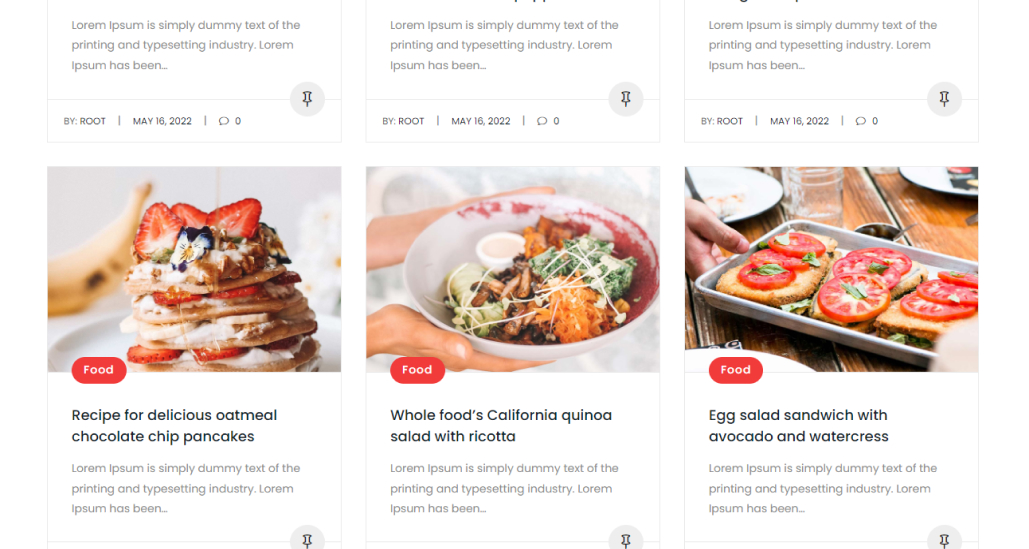 Lorem Ipsum is simply dummy text of the
printing and typesetting industry. Lorem
Ipsum has been...
BY: ROOT | MAY 16, 2022 | 0
Lorem Ipsum is simply dummy text of the
printing and typesetting industry. Lorem
Ipsum has been...
BY: ROOT | MAY 16, 2022 | 0
Lorem Ipsum is simply dummy text of the
printing and typesetting industry. Lorem
Ipsum has been...
BY: ROOT | MAY 16, 2022 | 0
Food
Recipe for delicious oatmeal
chocolate chip pancakes
Lorem Ipsum is simply dummy text of the
printing and typesetting industry. Lorem
Ipsum has been...
Food
Whole food’s California quinoa
salad with ricotta
Lorem Ipsum is simply dummy text of the
printing and typesetting industry. Lorem
Ipsum has been...
Food
Egg salad sandwich with
avocado and watercress
Lorem Ipsum is simply dummy text of the
printing and typesetting industry. Lorem
Ipsum has been...